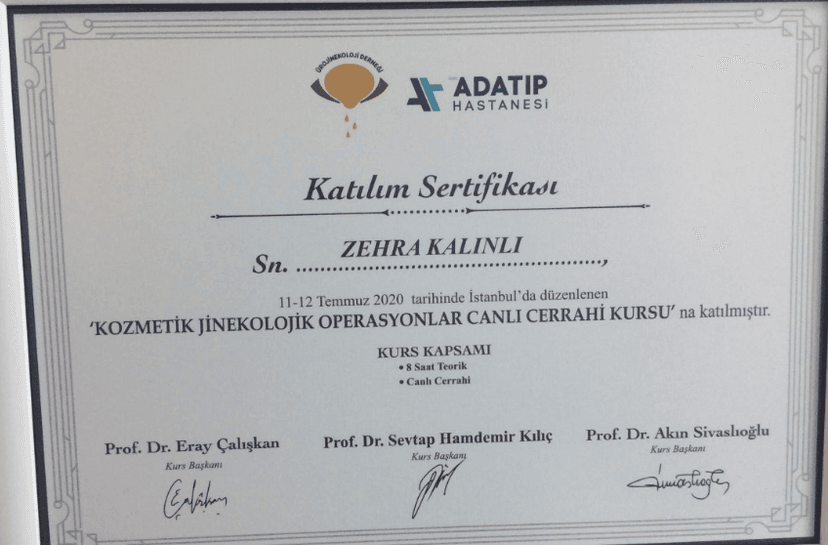 ÜROJİNEKOLOJİ DERNEĞİ
ADATIP
HASTANESİ
Katılım Sertifikası
ZEHRA KALINLI
Sn. ..................................................,
11-12 Temmuz 2020 tarihinde İstanbul'da düzenlenen
'KOZMETİK JİNEKOLOJİK OPERASYONLAR CANLI CERRAHİ KURSU' na katılmıştır.
KURS KAPSAMI
• 8 Saat Teorik
• Canlı Cerrahi
Prof. Dr. Eray Çalışkan
Kurs Başkanı
Prof. Dr. Sevtap Hamdemir Kılıç
Kurs Başkanı
Prof. Dr. Akın Sivaslıoğlu
Kurs Başkanı